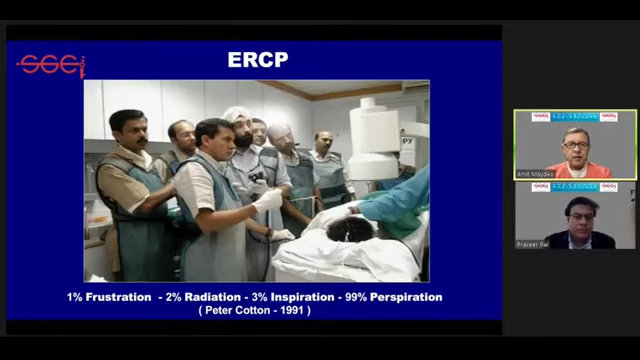 ERCP
SGEI
1% Frustration - 2% Radiation - 3% Inspiration - 99% Perspiration
( Peter Cotton - 1991 )
Amit Maydeo
Praveer Rai